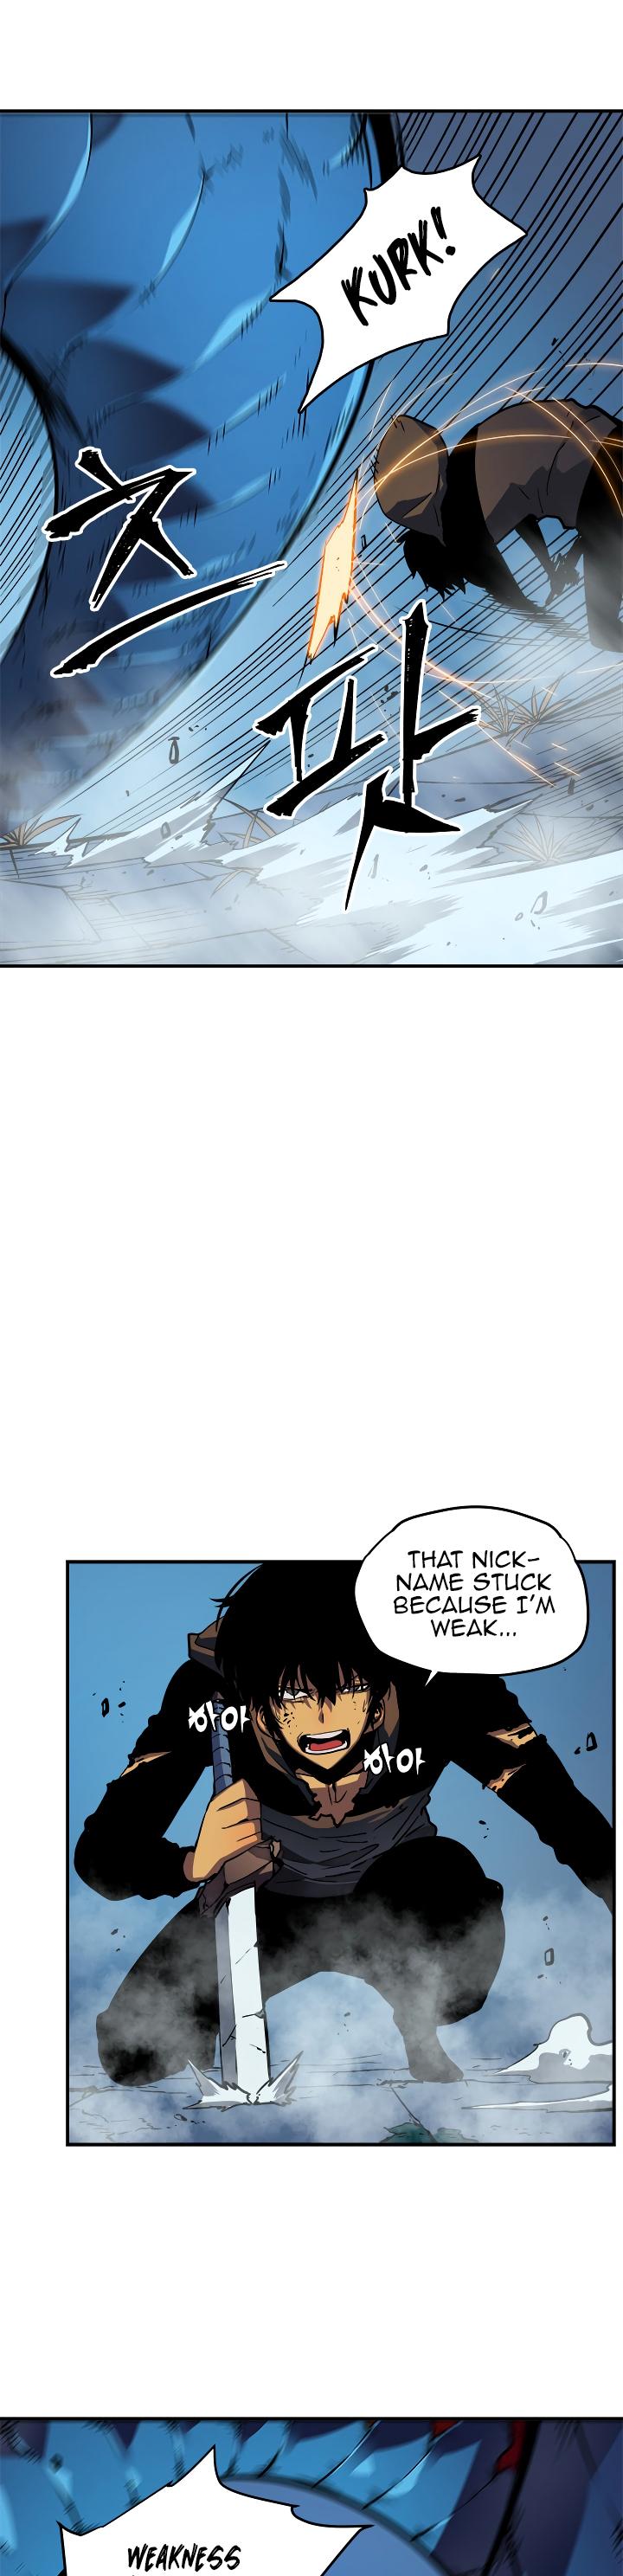 KURK!
츠
팟
THAT NICK-
NAME STUCK
BECAUSE I'M
WEAK...
하아
하아
WEAKNESS